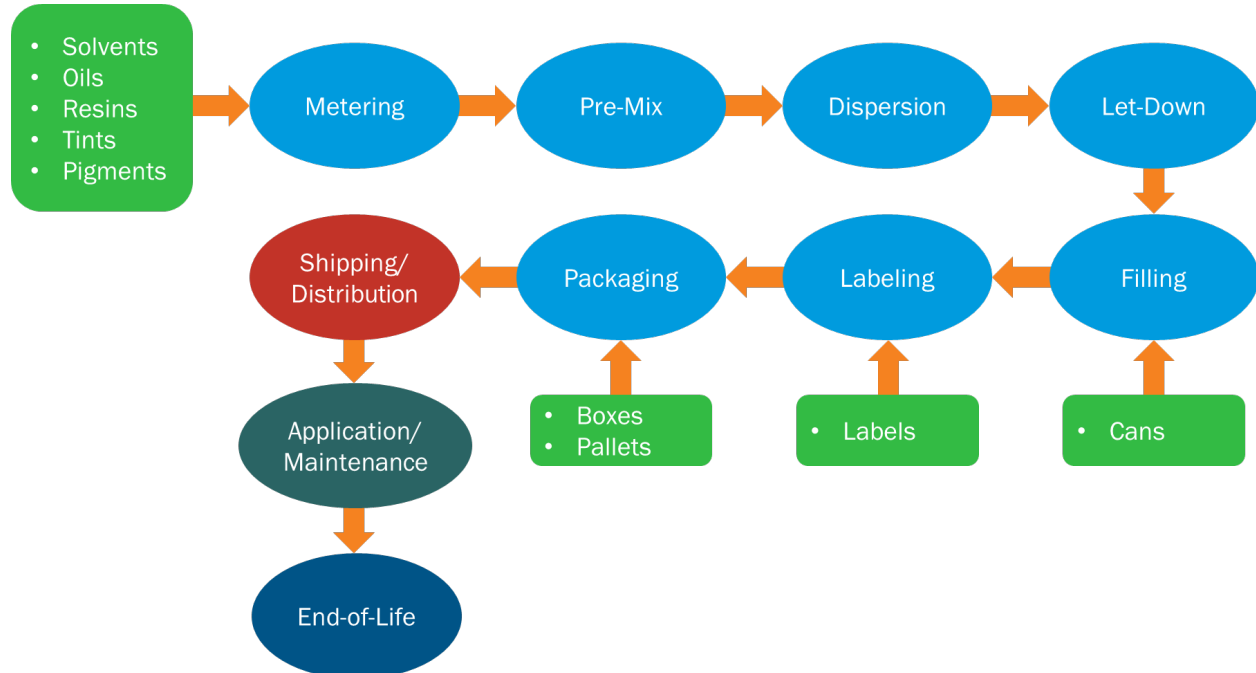 • Solvents
• Oils
• Resins
• Tints
• Pigments
Metering
Pre-Mix
Dispersion
Let-Down
Shipping/
Distribution
Packaging
Labeling
Filling
Application/
Maintenance
• Boxes
• Pallets
• Labels
• Cans
End-of-Life